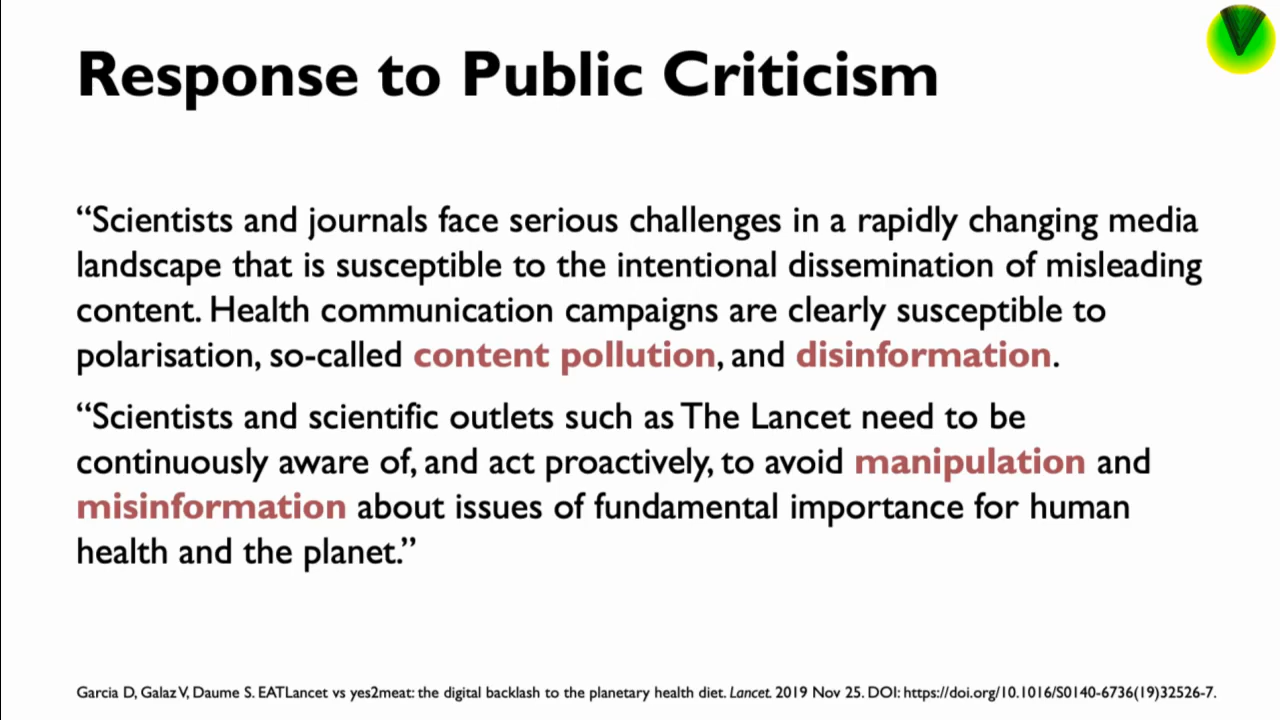 Response to Public Criticism
“Scientists and journals face serious challenges in a rapidly changing media
landscape that is susceptible to the intentional dissemination of misleading
content. Health communication campaigns are clearly susceptible to
polarisation, so-called content pollution, and disinformation.
“Scientists and scientific outlets such as The Lancet need to be
continuously aware of, and act proactively, to avoid manipulation and
misinformation about issues of fundamental importance for human
health and the planet.”
Garcia D, Galaz V, Daume S. EATLancet vs yes2meat: the digital backlash to the planetary health diet. Lancet. 2019 Nov 25. DOI: https://doi.org/10.1016/S0140-6736(19)32526-7.